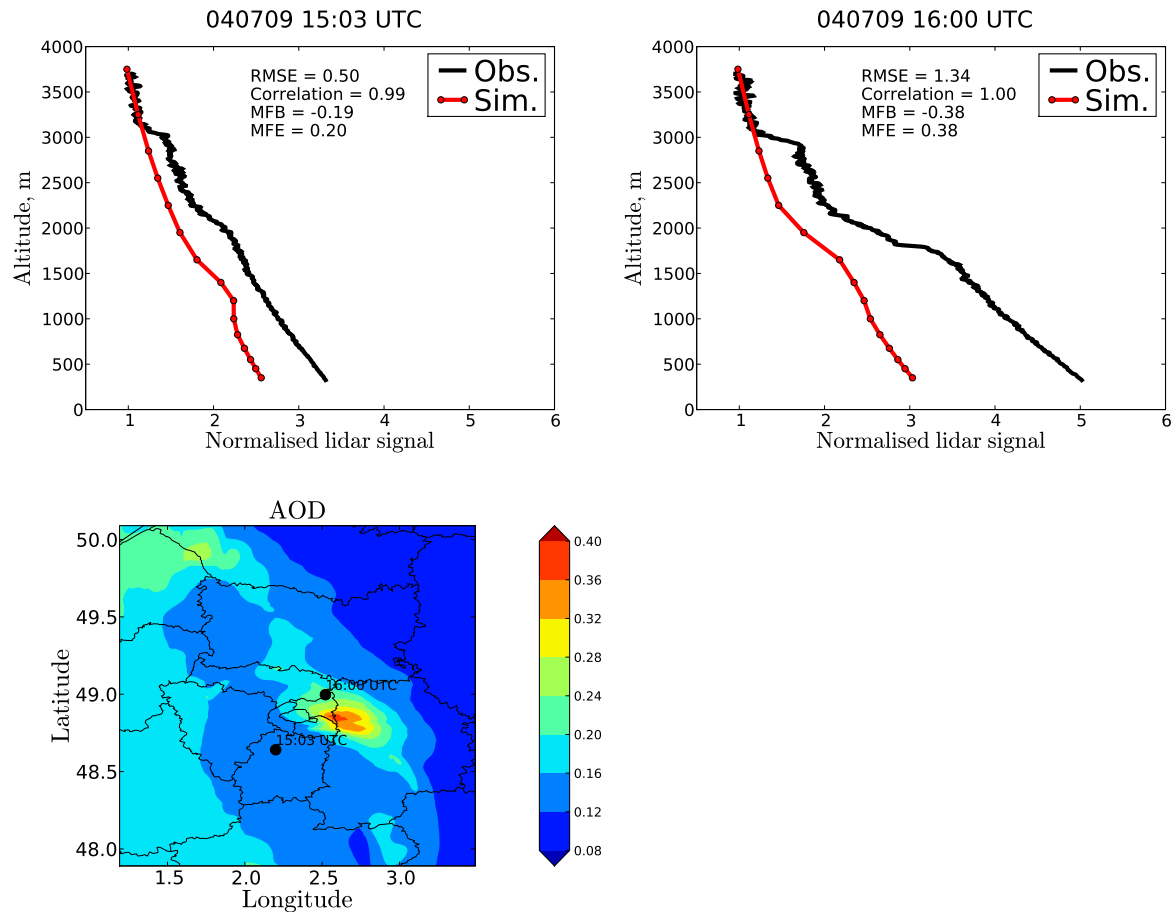 040709 15:03 UTC
4000
3500
3000
2500
2000
1500
1000
500
0
Altitude, m
RMSE = 0.50
Correlation = 0.99
MFB = -0.19
MFE = 0.20
Obs.
Sim.
1 2 3 4 5 6
Normalised lidar signal
040709 16:00 UTC
4000
3500
3000
2500
2000
1500
1000
500
0
Altitude, m
RMSE = 1.34
Correlation = 1.00
MFB = -0.38
MFE = 0.38
Obs.
Sim.
1 2 3 4 5 6
Normalised lidar signal
AOD
50.0
49.5
49.0
48.5
48.0
Latitude
16:00 UTC
15:03 UTC
1.5 2.0 2.5 3.0
Longitude
0.40
0.36
0.32
0.28
0.24
0.20
0.16
0.12
0.08